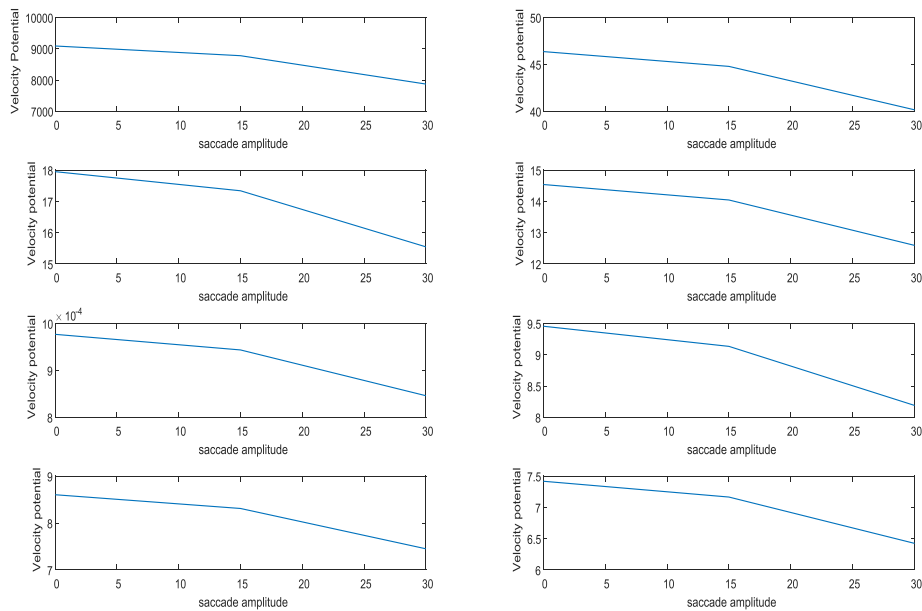 Velocity Potential
10000
9000
8000
7000
0 5 10 15 20 25 30
saccade amplitude
Velocity potential
50
45
40
0 5 10 15 20 25 30
saccade amplitude
Velocity potential
18
17
16
15
0 5 10 15 20 25 30
saccade amplitude
Velocity potential
15
14
13
12
0 5 10 15 20 25 30
saccade amplitude
Velocity potential
× 10-4
10
9
8
0 5 10 15 20 25 30
saccade amplitude
Velocity potential
9.5
9
8.5
8
0 5 10 15 20 25 30
saccade amplitude
Velocity potential
9
8
7
0 5 10 15 20 25 30
saccade amplitude
Velocity potential
7.5
7
6.5
6
0 5 10 15 20 25 30
saccade amplitude